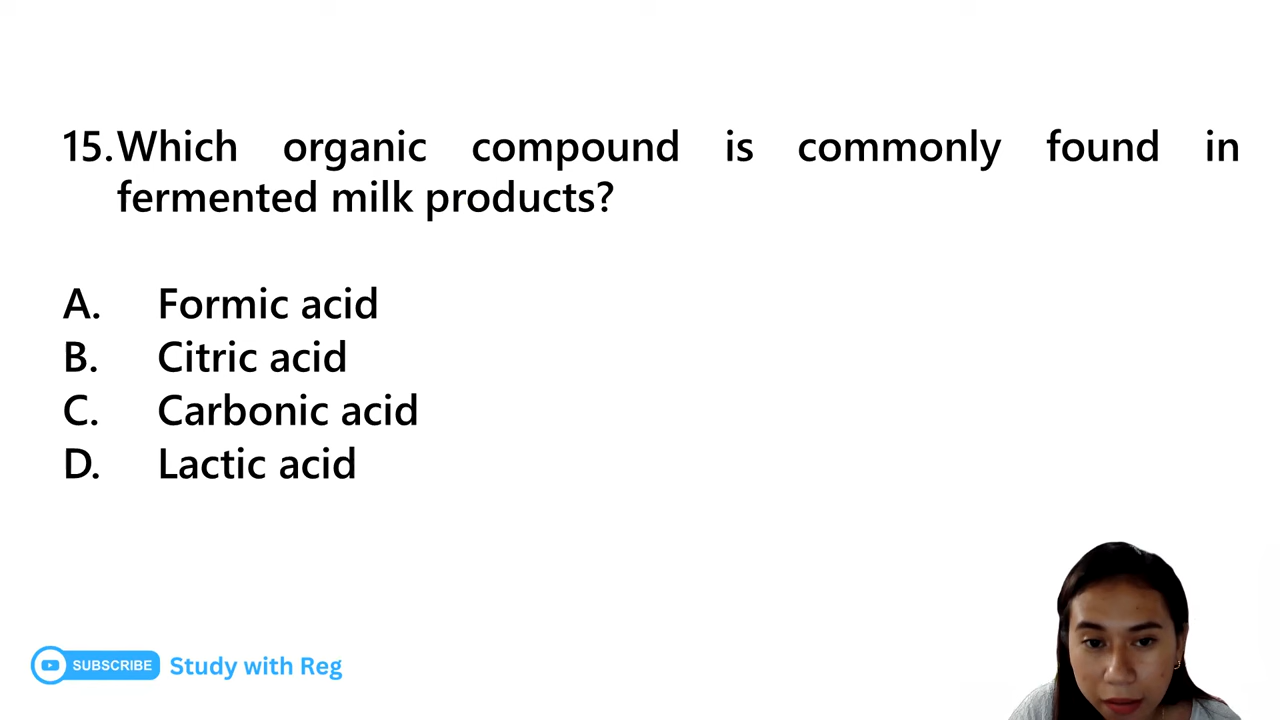 15. Which organic compound is commonly found in
fermented milk products?
A. Formic acid
B. Citric acid
C. Carbonic acid
D. Lactic acid
SUBSCRIBE Study with Reg